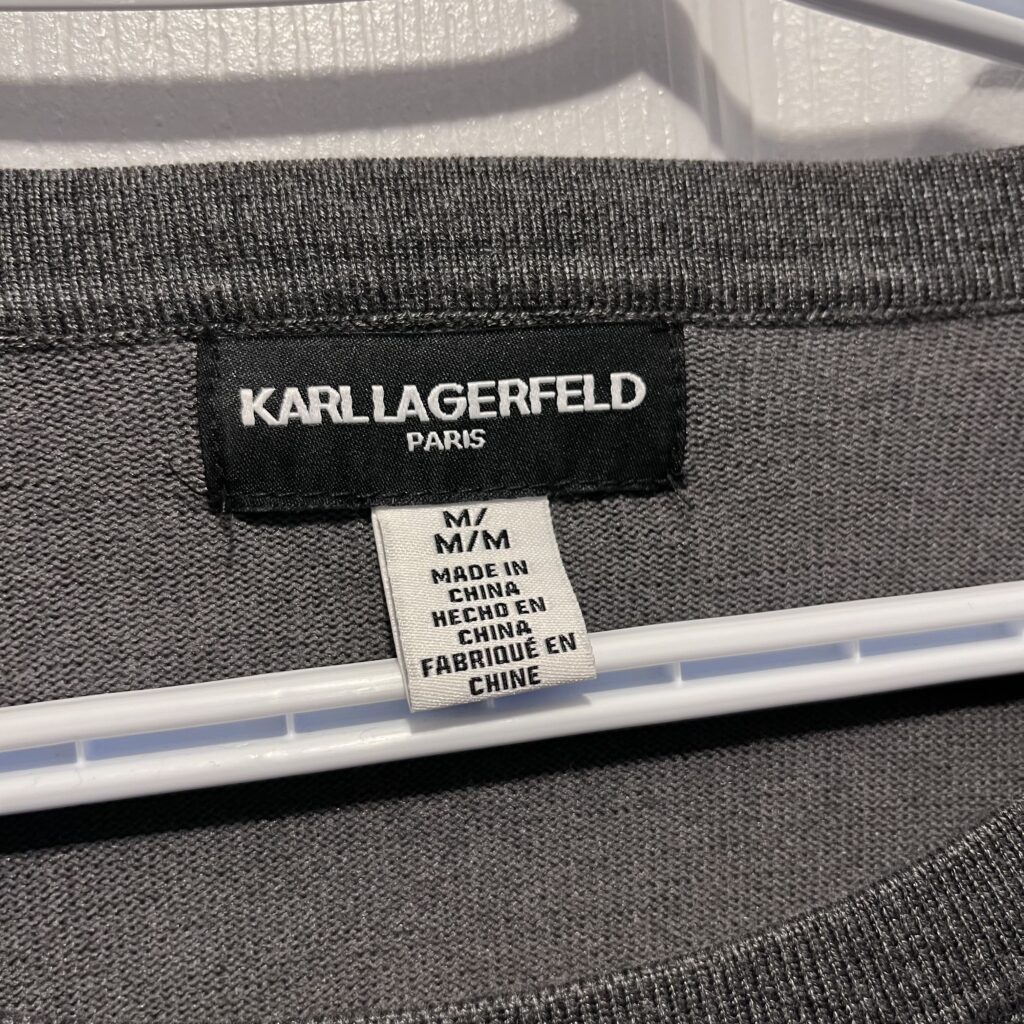 KARL LAGERFELD
PARIS
M/
M/M
MADE IN
CHINA
HECHO EN
CHINA
FABRIQUÉ EN
CHINE